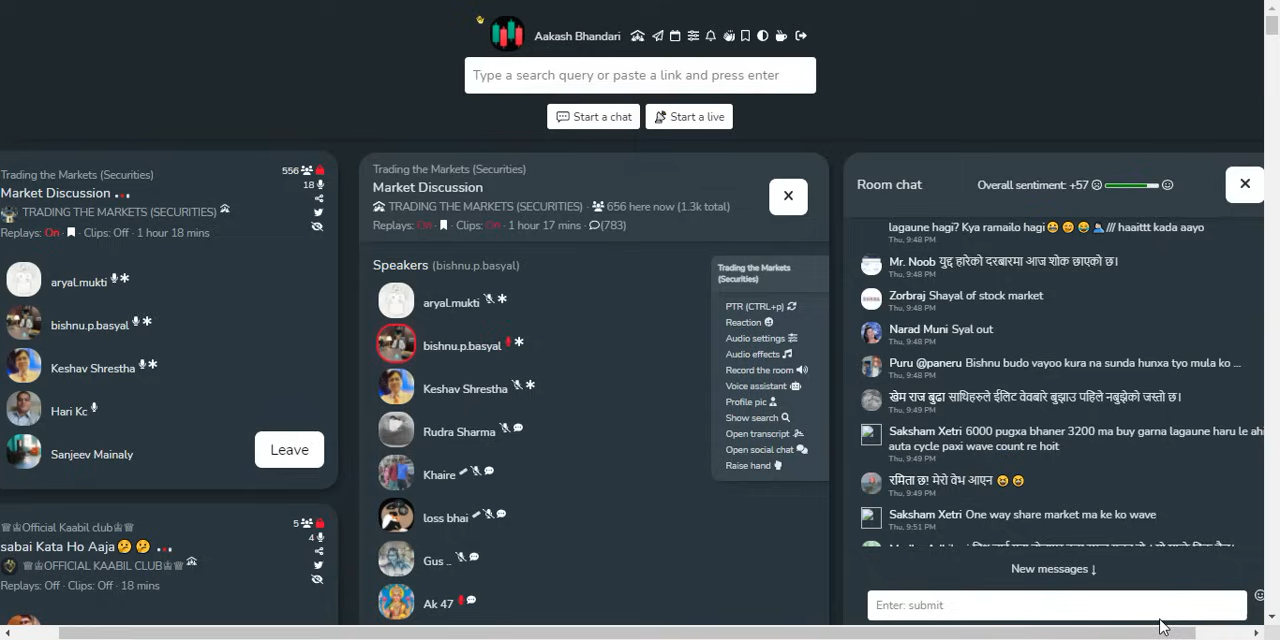 Aakash Bhandari
Type a search query or paste a link and press enter
Start a chat
Start a live
Trading the Markets (Securities)
556
Market Discussion
18
TRADING THE MARKETS (SECURITIES)
Replays: On · Clips: Off · 1 hour 18 mins
aryal.mukti
bishnu.p.basyal
Keshav Shrestha
Hari Kc
Sanjeev Mainaly
Leave
♕♔Official Kaabil club♔♕
5
sabai Kata Ho Aaja😕 😕
4
♕♔OFFICIAL KAABIL CLUB♔♕
Replays: Off · Clips: Off · 18 mins
Trading the Markets (Securities)
Market Discussion
TRADING THE MARKETS (SECURITIES) · 656 here now (1.3k total)
Replays: On · Clips: On · 1 hour 17 mins · (783)
Speakers (bishnu.p.basyal)
aryal.mukti
bishnu.p.basyal
Keshav Shrestha
Rudra Sharma
Khaire
loss bhai
Gus ..
Ak 47
Trading the Markets
(Securities)
PTR (CTRL+p)
Reaction
Audio settings
Audio effects
Record the room
Voice assistant
Profile pic
Show search
Open transcript
Open social chat
Raise hand
Room chat
Overall sentiment: +57
lagaune hagi? Kya ramailo hagi😆 😊 😂 /// haaittt kada aayo
Thu, 9:48 PM
Mr. Noob युद्द हारेको दरबारमा आज शोक छाएको छ।
Thu, 9:48 PM
Zorbraj Shayal of stock market
Thu, 9:48 PM
Narad Muni Syal out
Thu, 9:48 PM
Puru @paneru Bishnu budo vayoo kura na sunda hunxa tyo mula ko ...
Thu, 9:48 PM
खेम राज बुढा साथिहरुले ईलिट वेवबारे बुझाउ पहिले नबुझेको जस्तो छ।
Thu, 9:49 PM
Saksham Xetri 6000 pugxa bhaner 3200 ma buy garna lagaune haru le ahi
auta cycle paxi wave count re hoit
Thu, 9:49 PM
रमिता छ! मेरो वेभ आएन 😆 😆
Thu, 9:49 PM
Saksham Xetri One way share market ma ke ko wave
Thu, 9:51 PM
New messages ↓
Enter: submit